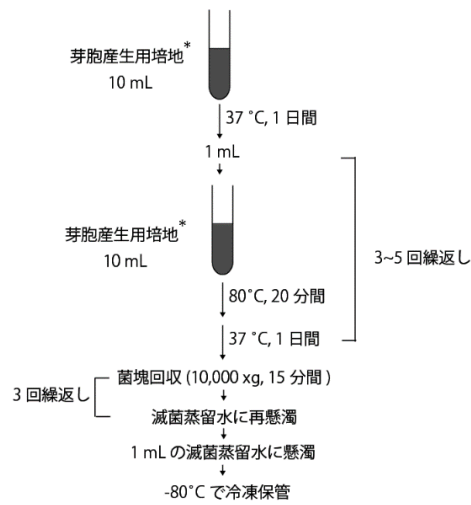 芽胞産生用培地*
10 mL
37 ˚C, 1 日間
1 mL
芽胞産生用培地*
10 mL
3~5 回繰返し
80˚C, 20 分間
37 ˚C, 1 日間
菌塊回収 (10,000 xg, 15 分間 )
3 回繰返し
滅菌蒸留水に再懸濁
1 mL の滅菌蒸留水に懸濁
-80˚C で冷凍保管